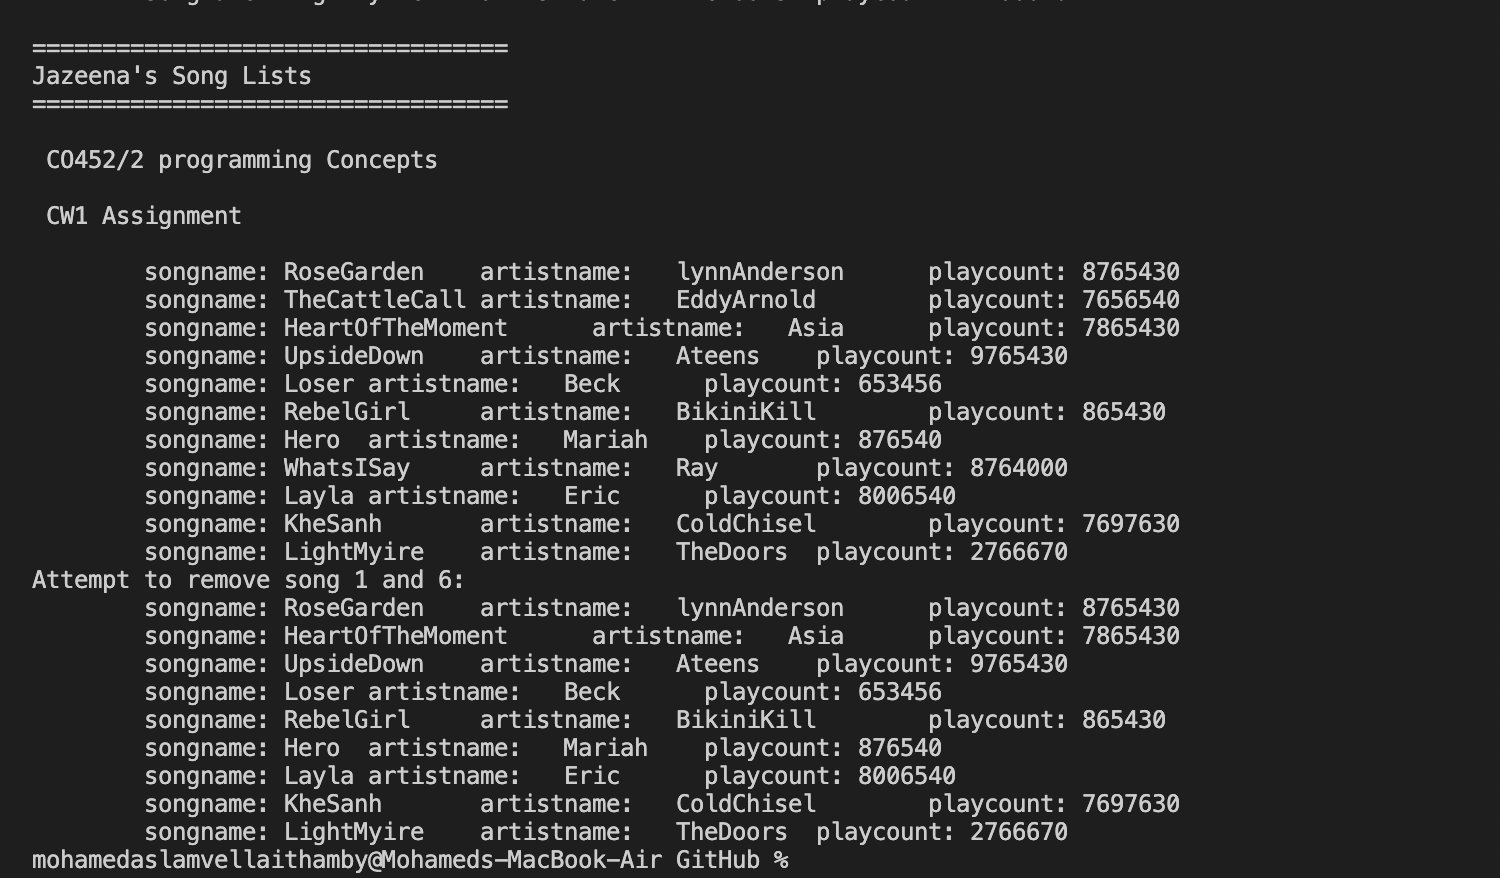 ==================================
Jazeena's Song Lists
==================================
CO452/2 programming Concepts
CW1 Assignment
songname: RoseGarden artistname: lynnAnderson playcount: 8765430
songname: TheCattleCall artistname: EddyArnold playcount: 7656540
songname: HeartOfTheMoment artistname: Asia playcount: 7865430
songname: UpsideDown artistname: Ateens playcount: 9765430
songname: Loser artistname: Beck playcount: 653456
songname: RebelGirl artistname: BikiniKill playcount: 865430
songname: Hero artistname: Mariah playcount: 876540
songname: WhatsISay artistname: Ray playcount: 8764000
songname: Layla artistname: Eric playcount: 8006540
songname: KheSanh artistname: ColdChisel playcount: 7697630
songname: LightMyire artistname: TheDoors playcount: 2766670
Attempt to remove song 1 and 6:
songname: RoseGarden artistname: lynnAnderson playcount: 8765430
songname: HeartOfTheMoment artistname: Asia playcount: 7865430
songname: UpsideDown artistname: Ateens playcount: 9765430
songname: Loser artistname: Beck playcount: 653456
songname: RebelGirl artistname: BikiniKill playcount: 865430
songname: Hero artistname: Mariah playcount: 876540
songname: Layla artistname: Eric playcount: 8006540
songname: KheSanh artistname: ColdChisel playcount: 7697630
songname: LightMyire artistname: TheDoors playcount: 2766670
mohamedaslamvellaithamby@Mohameds-MacBook-Air GitHub %